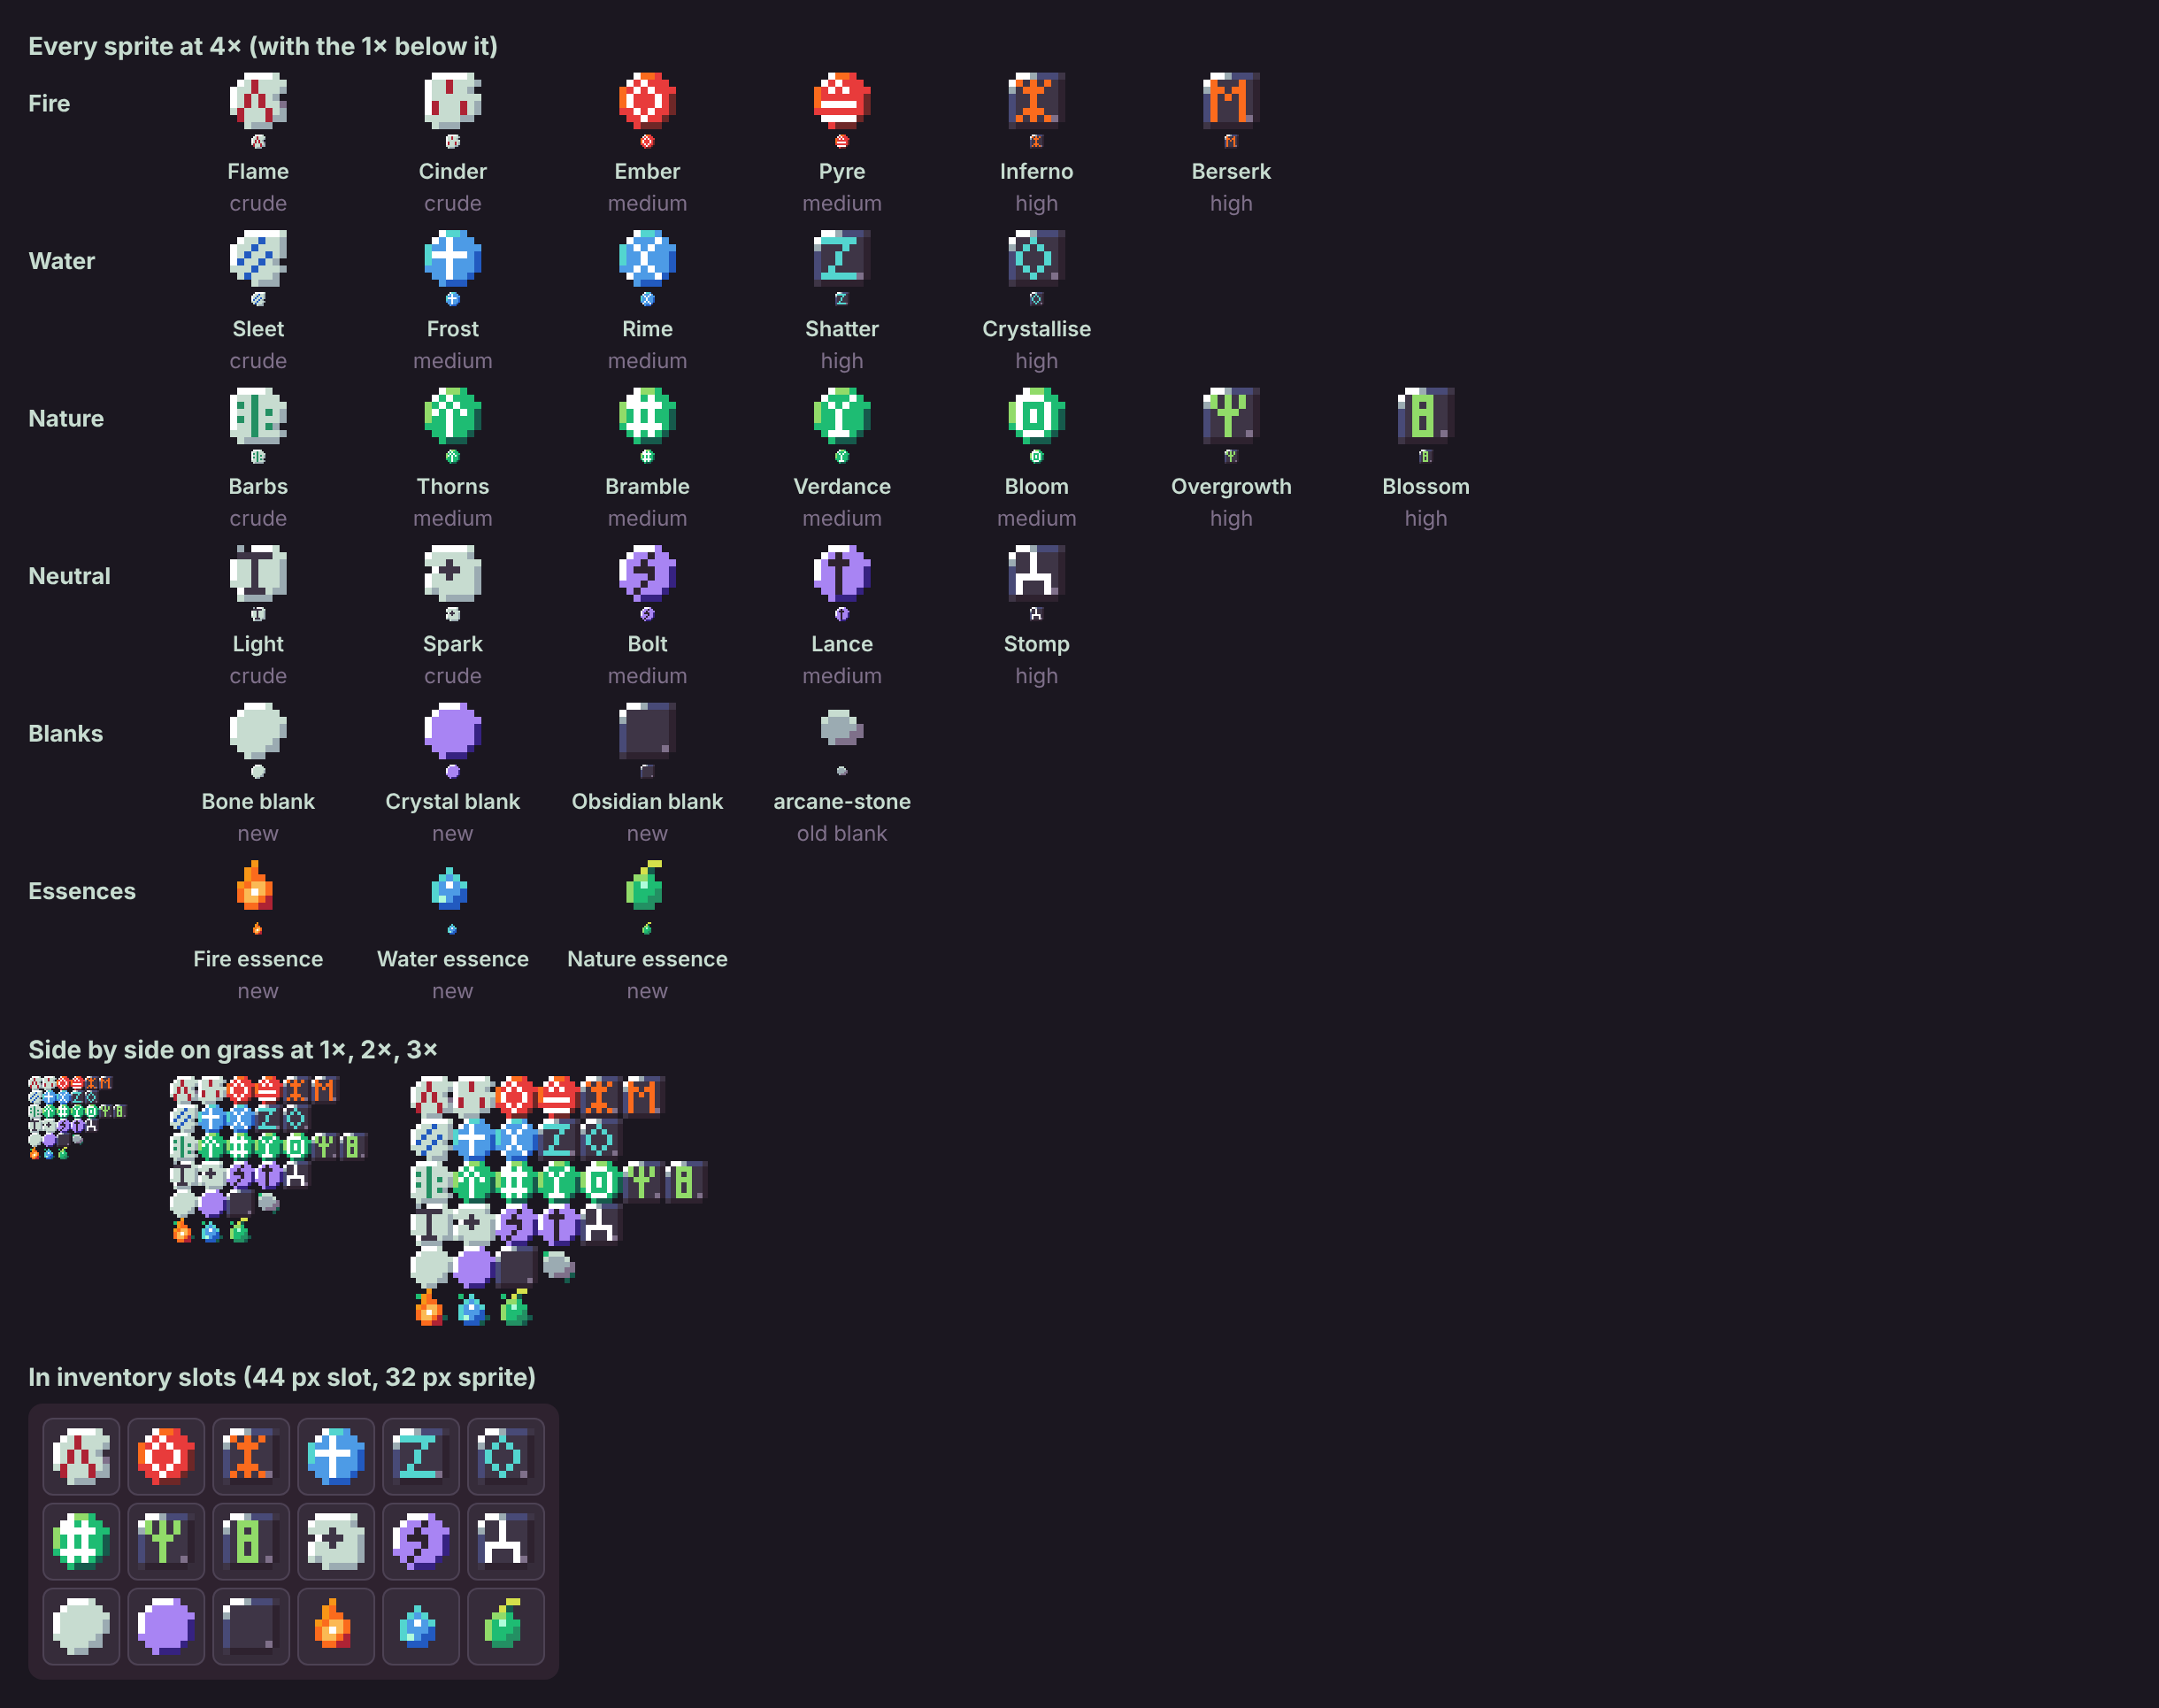 Every sprite at 4× (with the 1× below it)
Fire
Flame Cinder Ember Pyre Inferno Berserk
crude crude medium medium high high
Water
Sleet Frost Rime Shatter Crystallise
crude medium medium high high
Nature
Barbs Thorns Bramble Verdance Bloom Overgrowth Blossom
crude medium medium medium medium high high
Neutral
Light Spark Bolt Lance Stomp
crude crude medium medium high
Blanks
Bone blank Crystal blank Obsidian blank arcane-stone
new new new old blank
Essences
Fire essence Water essence Nature essence
new new new
Side by side on grass at 1×, 2×, 3×
In inventory slots (44 px slot, 32 px sprite)